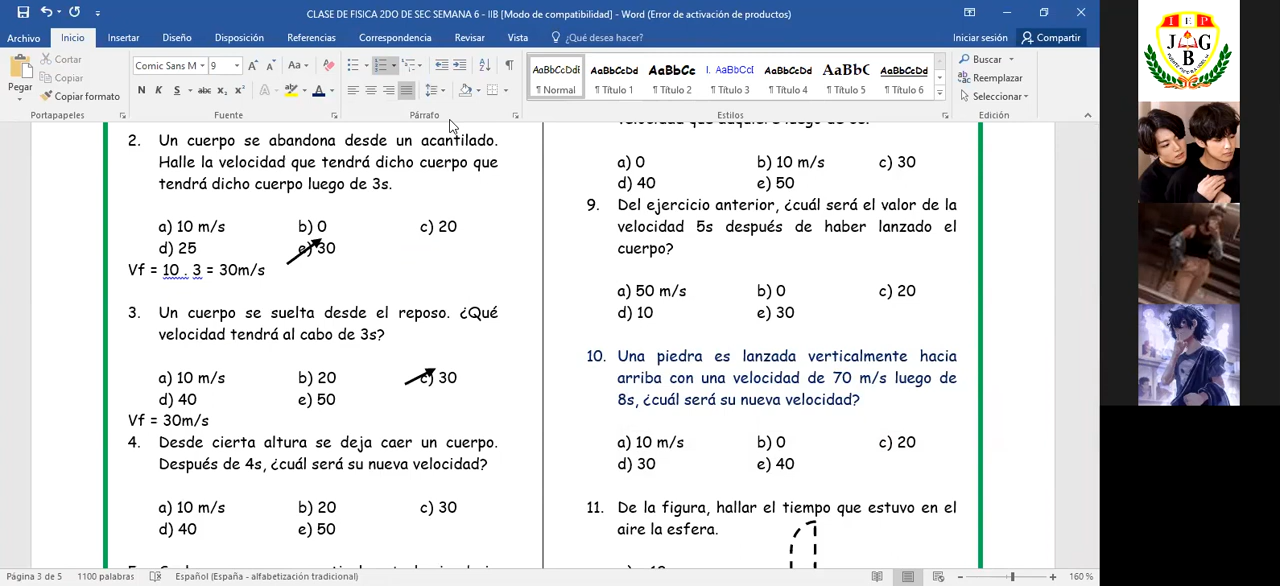 CLASE DE FISICA 2DO DE SEC SEMANA 6 - IIB [Modo de compatibilidad] - Word (Error de activación de productos)
Archivo Inicio Insertar Diseño Disposición Referencias Correspondencia Revisar Vista ¿Qué desea hacer? Iniciar sesión Compartir
Pegar
Cortar
Copiar
Copiar formato
Portapapeles
Comic Sans M 9
N K S abc x₂ x²
Fuente
Párrafo
AaBbCcDdE AaBbCcDd AaBbCc I. AaBbCcI AaBbCcDd AaBbC AaBbCcDd
¶ Normal ¶ Título 1 ¶ Título 2 ¶ Título 3 ¶ Título 4 ¶ Título 5 ¶ Título 6
Estilos
Buscar
Reemplazar
Seleccionar
Edición
2. Un cuerpo se abandona desde un acantilado.
Halle la velocidad que tendrá dicho cuerpo que
tendrá dicho cuerpo luego de 3s.
a) 10 m/s b) 0 c) 20
d) 25 e) 30
Vf = 10 . 3 = 30m/s
3. Un cuerpo se suelta desde el reposo. ¿Qué
velocidad tendrá al cabo de 3s?
a) 10 m/s b) 20 c) 30
d) 40 e) 50
Vf = 30m/s
4. Desde cierta altura se deja caer un cuerpo.
Después de 4s, ¿cuál será su nueva velocidad?
a) 10 m/s b) 20 c) 30
d) 40 e) 50
velocidad que adquiere luego de
a) 0 b) 10 m/s c) 30
d) 40 e) 50
9. Del ejercicio anterior, ¿cuál será el valor de la
velocidad 5s después de haber lanzado el
cuerpo?
a) 50 m/s b) 0 c) 20
d) 10 e) 30
10. Una piedra es lanzada verticalmente hacia
arriba con una velocidad de 70 m/s luego de
8s, ¿cuál será su nueva velocidad?
a) 10 m/s b) 0 c) 20
d) 30 e) 40
11. De la figura, hallar el tiempo que estuvo en el
aire la esfera.
Página 3 de 5 1100 palabras Español (España - alfabetización tradicional) 160 %
I E P
J G
B